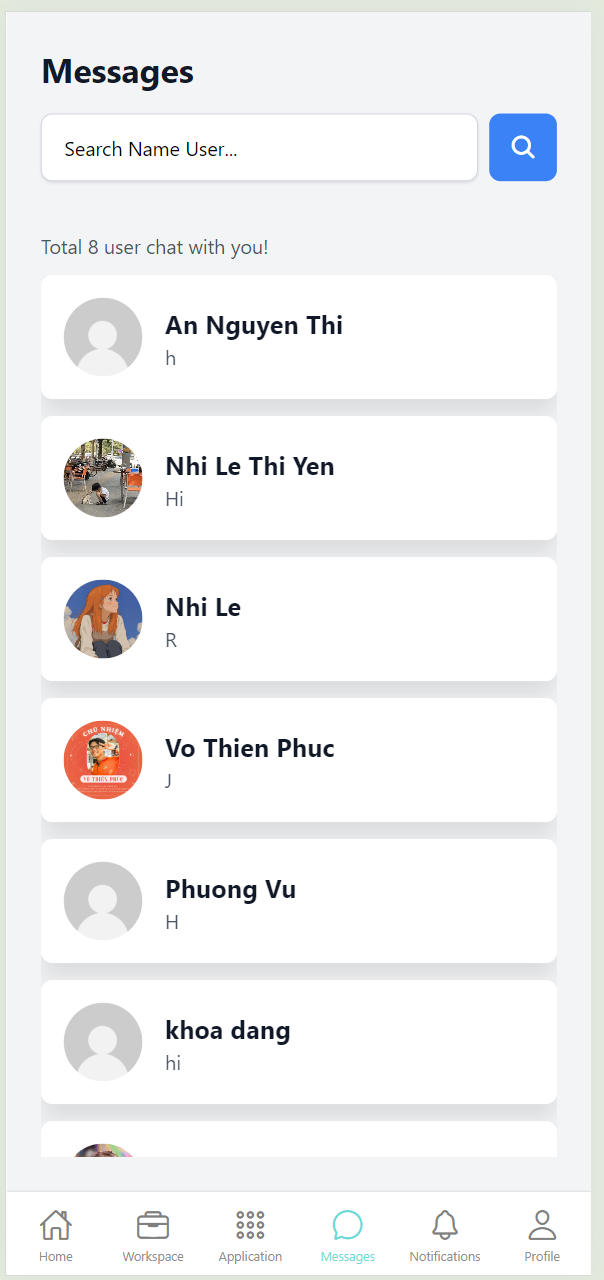 Messages
Search Name User...
Total 8 user chat with you!
An Nguyen Thi
h
Nhi Le Thi Yen
Hi
Nhi Le
R
CHỦ NHIỆM
VÕ THIÊN PHÚC
Vo Thien Phuc
J
Phuong Vu
H
khoa dang
hi
Home
Workspace
Application
Messages
Notifications
Profile